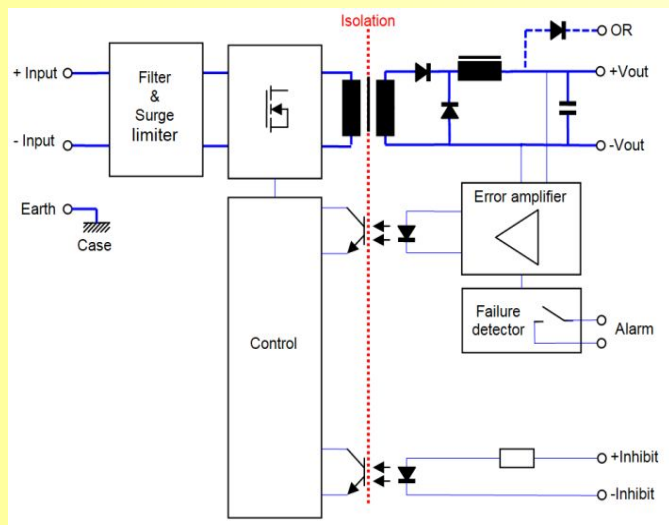 Isolation
OR
+ Input
Filter
&
Surge
limiter
+Vout
- Input
-Vout
Earth
Case
Error amplifier
Failure
detector
Alarm
Control
+Inhibit
-Inhibit